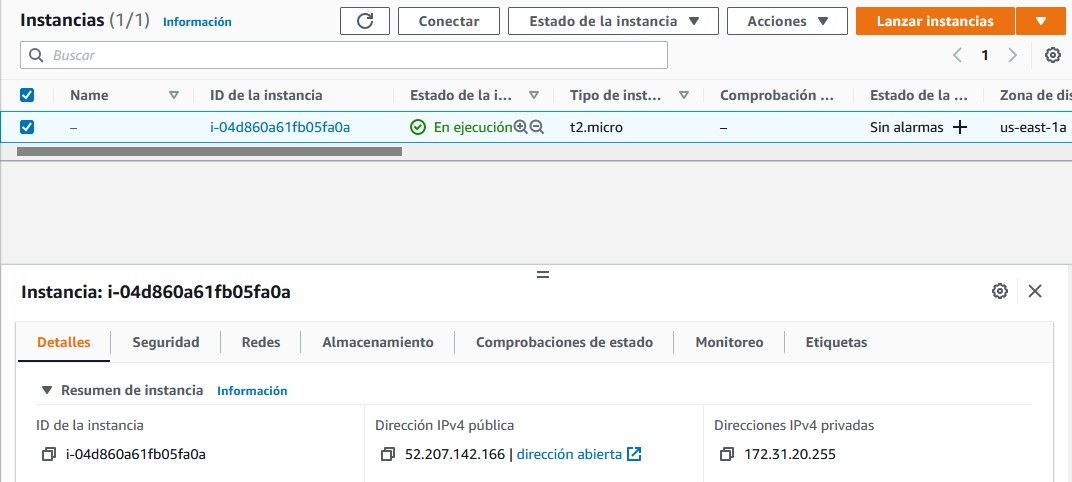 Instancias (1/1) Información Conectar Estado de la instancia Acciones Lanzar instancias
Buscar 1
Name ID de la instancia Estado de la i... Tipo de inst... Comprobación ... Estado de la ... Zona de dis
– i-04d860a61fb05fa0a En ejecución t2.micro – Sin alarmas us-east-1a
Instancia: i-04d860a61fb05fa0a
Detalles Seguridad Redes Almacenamiento Comprobaciones de estado Monitoreo Etiquetas
Resumen de instancia Información
ID de la instancia Dirección IPv4 pública Direcciones IPv4 privadas
i-04d860a61fb05fa0a 52.207.142.166 | dirección abierta 172.31.20.255